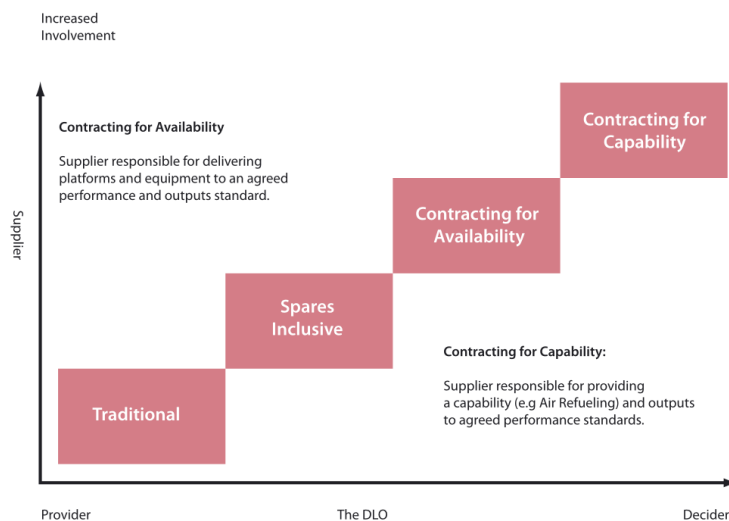 Increased
Involvement
Contracting for Availability
Supplier responsible for delivering
platforms and equipment to an agreed
performance and outputs standard.
Contracting for
Capability
Supplier
Contracting for
Availability
Spares
Inclusive
Contracting for Capability:
Supplier responsible for providing
a capability (e.g Air Refueling) and outputs
to agreed performance standards.
Traditional
Provider
The DLO
Decider